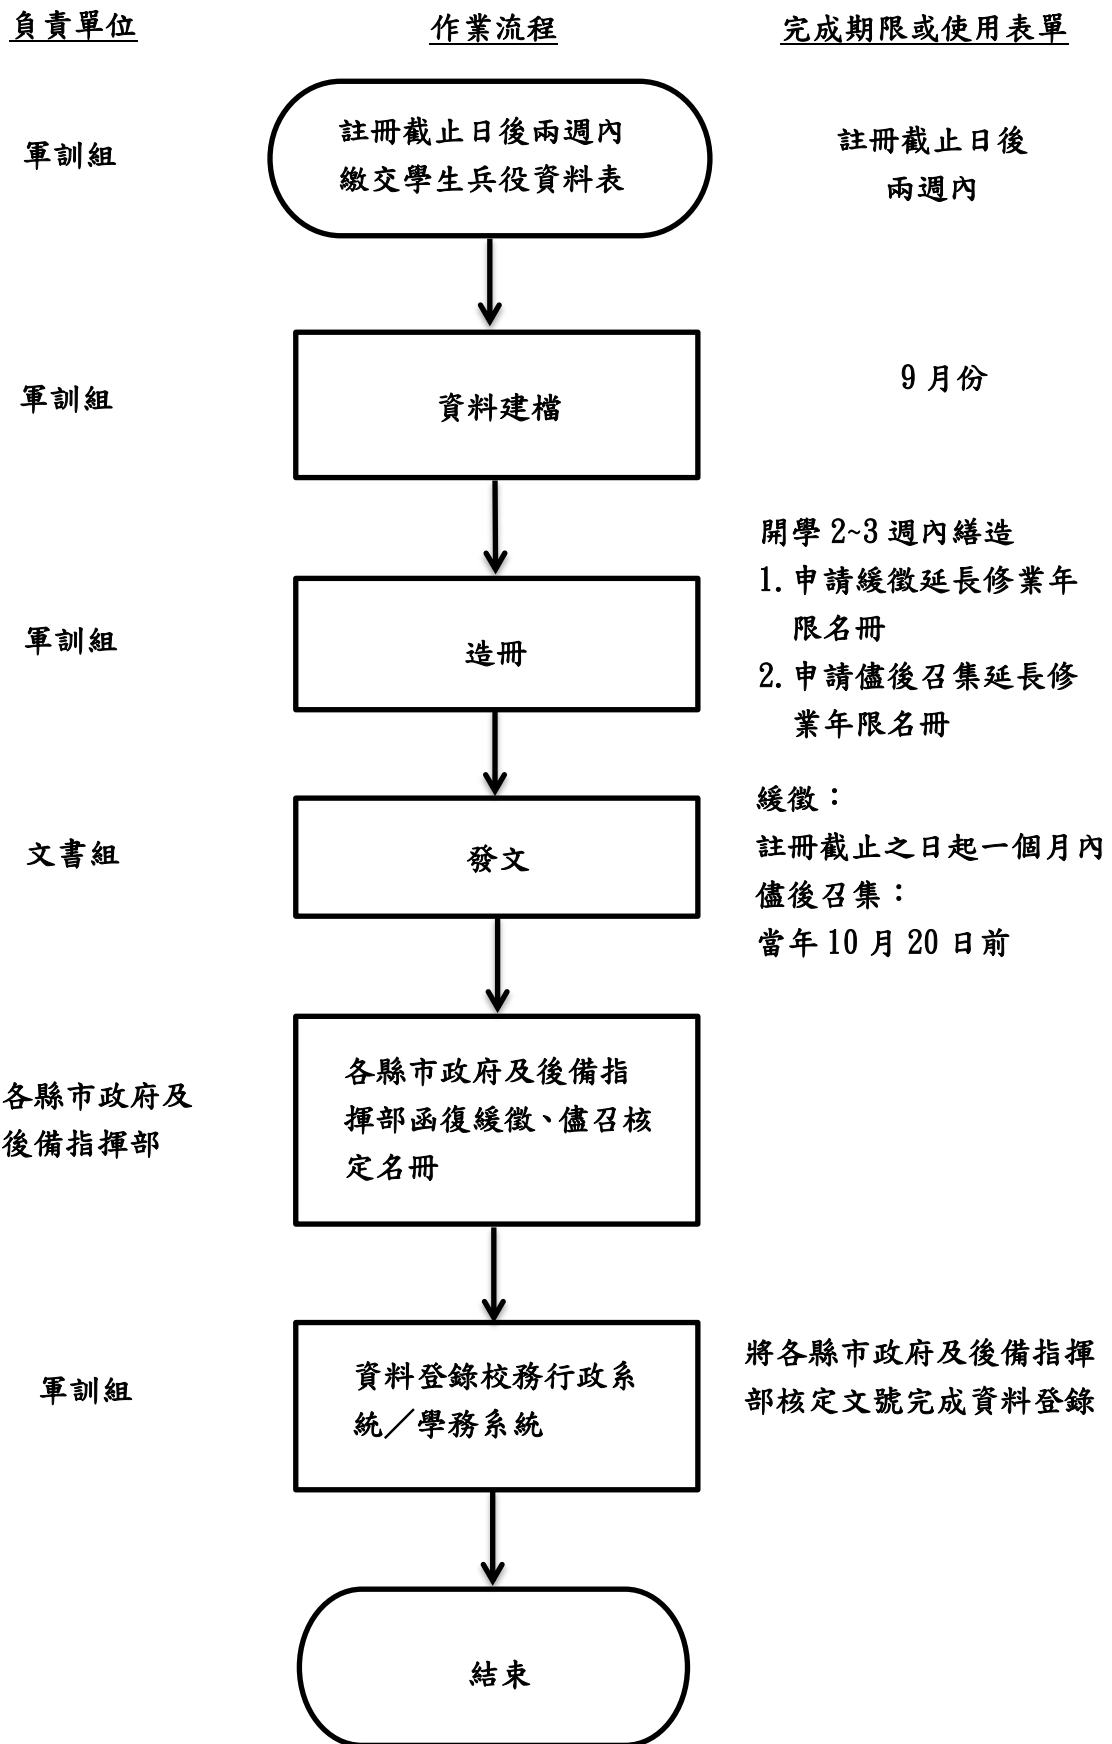 負責單位
作業流程
完成期限或使用表單
軍訓組
註冊截止日後兩週內
繳交學生兵役資料表
註冊截止日後
兩週內
軍訓組
資料建檔
9 月份
軍訓組
造冊
開學 2~3 週內繕造
1. 申請緩徵延長修業年
限名冊
2. 申請儘後召集延長修
業年限名冊
文書組
發文
緩徵：
註冊截止之日起一個月內
儘後召集：
當年 10 月 20 日前
各縣市政府及
後備指揮部
各縣市政府及後備指
揮部函復緩徵、儘召核
定名冊
軍訓組
資料登錄校務行政系
統／學務系統
將各縣市政府及後備指揮
部核定文號完成資料登錄
結束